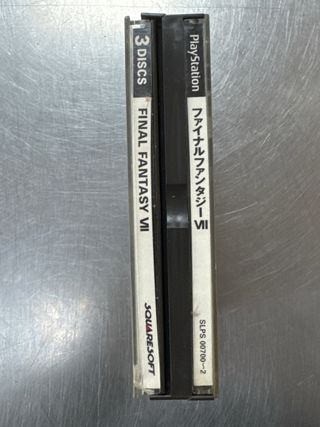 3 DISCS
FINAL FANTASY VII
SQUARESOFT
PlayStation
ファイナルファンタジーVII
SLPS 00700~2